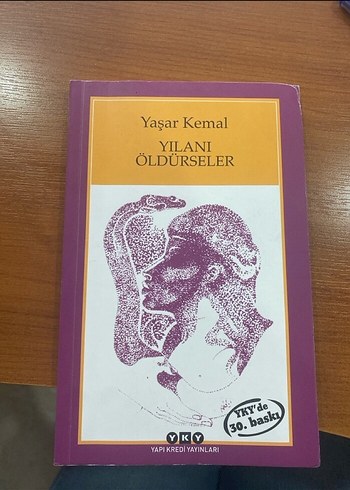 Yaşar Kemal
YILANI
ÖLDÜRSELER
YKY'de
30. baskı
YKY
YAPI KREDİ YAYINLARI